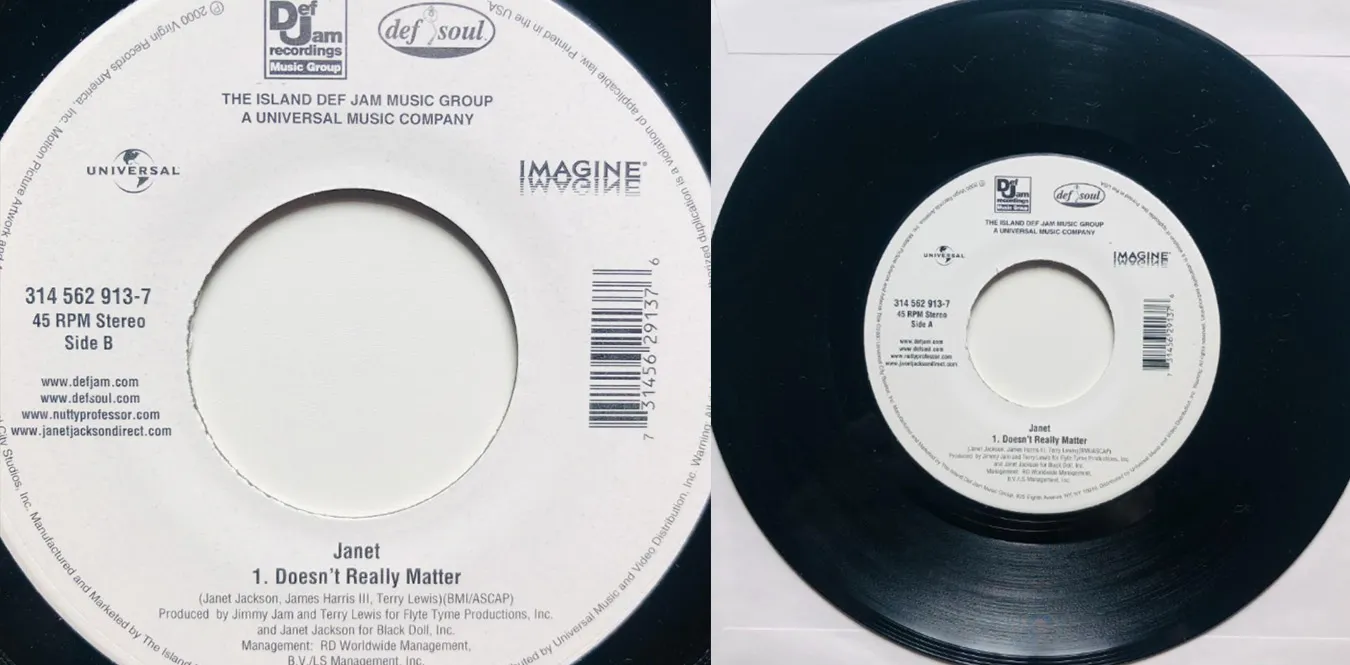 Def Jam
recordings
Music Group
def soul
℗ 2000 Virgin Records America, Inc. Motion Picture Artwork and
THE ISLAND DEF JAM MUSIC GROUP
A UNIVERSAL MUSIC COMPANY
UNIVERSAL
IMAGINE
314 562 913-7
45 RPM Stereo
Side B
www.defjam.com
www.defsoul.com
www.nuttyprofessor.com
www.janetjacksondirect.com
7 31456 29137 6
Janet
1. Doesn't Really Matter
(Janet Jackson, James Harris III, Terry Lewis)(BMI/ASCAP)
Produced by Jimmy Jam and Terry Lewis for Flyte Tyme Productions, Inc.
and Janet Jackson for Black Doll, Inc.
Management: RD Worldwide Management,
B.V./LS Management, Inc.
Studios, Inc. Manufactured and Marketed by The Island
by Universal Music and Video Distribution, Inc. Warning: All
duplication is a violation of applicable law. Printed in the USA
Def Jam
recordings
Music Group
def soul
THE ISLAND DEF JAM MUSIC GROUP
A UNIVERSAL MUSIC COMPANY
UNIVERSAL
IMAGINE
314 562 913-7
45 RPM Stereo
Side A
www.defjam.com
www.defsoul.com
www.nuttyprofessor.com
www.janetjacksondirect.com
7 31456 29137 6
Janet
1. Doesn't Really Matter
(Janet Jackson, James Harris III, Terry Lewis)(BMI/ASCAP)
Produced by Jimmy Jam and Terry Lewis for Flyte Tyme Productions, Inc.
and Janet Jackson for Black Doll, Inc.
Management: RD Worldwide Management,
B.V./LS Management, Inc.